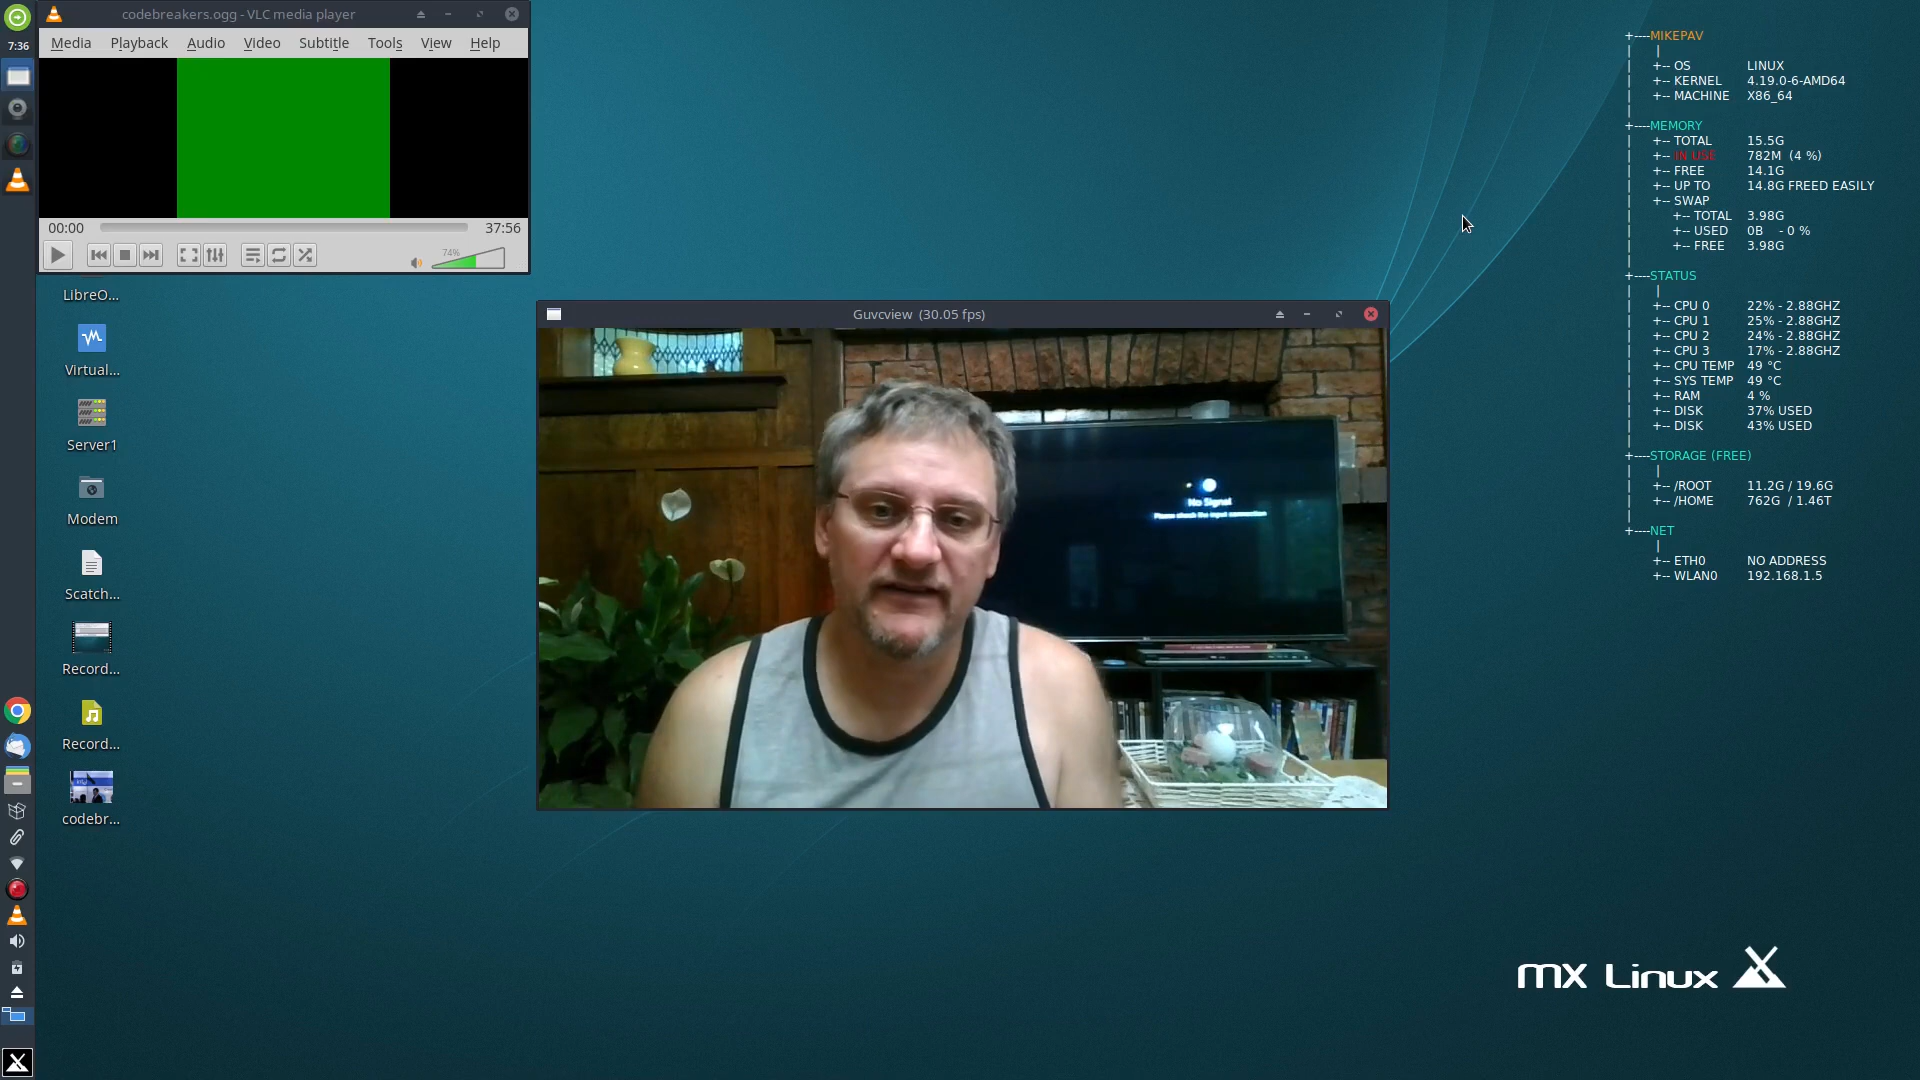 codebreakers.ogg - VLC media player
Media Playback Audio Video Subtitle Tools View Help
00:00 37:56
74%
7:36
LibreO...
Virtual...
Server1
Modem
Scatch...
Record...
Record...
codebr...
Guvcview (30.05 fps)
No Signal
Please check the input connection
+----MIKEPAV
+-- OS LINUX
+-- KERNEL 4.19.0-6-AMD64
+-- MACHINE X86_64
+----MEMORY
+-- TOTAL 15.5G
+-- IN USE 782M (4 %)
+-- FREE 14.1G
+-- UP TO 14.8G FREED EASILY
+-- SWAP
+-- TOTAL 3.98G
+-- USED 0B - 0 %
+-- FREE 3.98G
+----STATUS
+-- CPU 0 22% - 2.88GHZ
+-- CPU 1 25% - 2.88GHZ
+-- CPU 2 24% - 2.88GHZ
+-- CPU 3 17% - 2.88GHZ
+-- CPU TEMP 49 °C
+-- SYS TEMP 49 °C
+-- RAM 4 %
+-- DISK 37% USED
+-- DISK 43% USED
+----STORAGE (FREE)
+-- /ROOT 11.2G / 19.6G
+-- /HOME 762G / 1.46T
+----NET
+-- ETH0 NO ADDRESS
+-- WLAN0 192.168.1.5
mx Linux